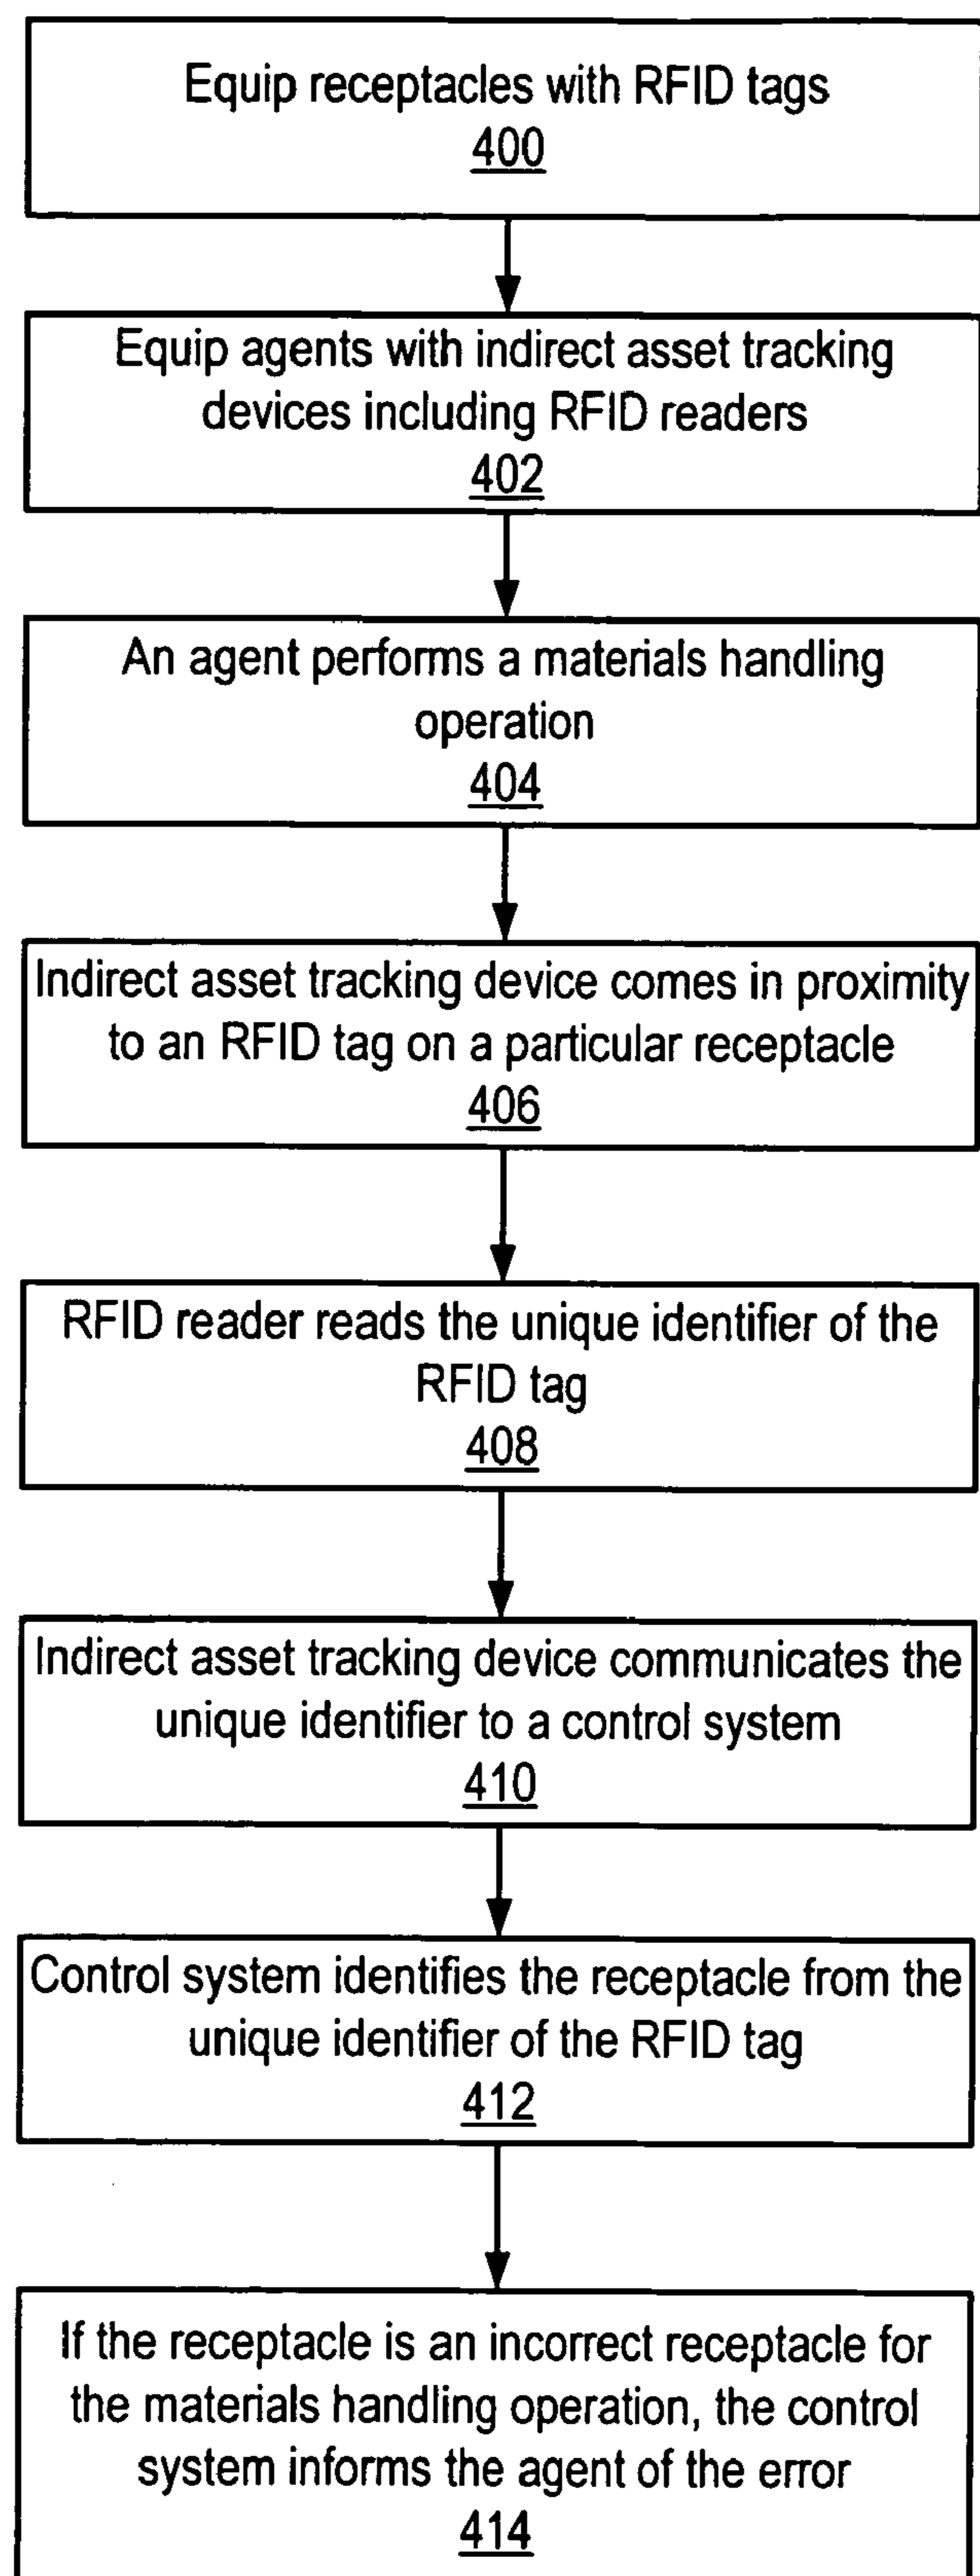 Equip receptacles with RFID tags
400
Equip agents with indirect asset tracking
devices including RFID readers
402
An agent performs a materials handling
operation
404
Indirect asset tracking device comes in proximity
to an RFID tag on a particular receptacle
406
RFID reader reads the unique identifier of the
RFID tag
408
Indirect asset tracking device communicates the
unique identifier to a control system
410
Control system identifies the receptacle from the
unique identifier of the RFID tag
412
If the receptacle is an incorrect receptacle for
the materials handling operation, the control
system informs the agent of the error
414